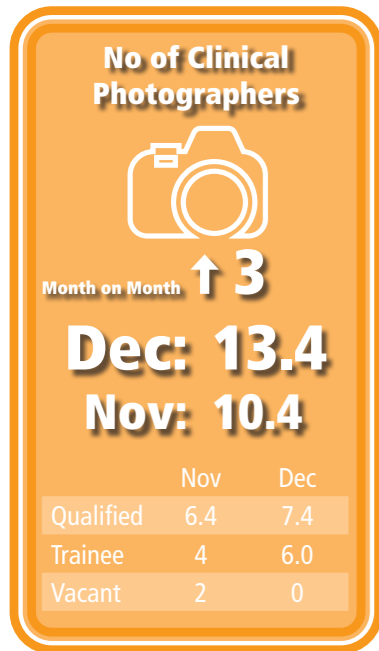 No of Clinical
Photographers
Month on Month ↑ 3
Dec: 13.4
Nov: 10.4
Nov Dec
Qualified 6.4 7.4
Trainee 4 6.0
Vacant 2 0